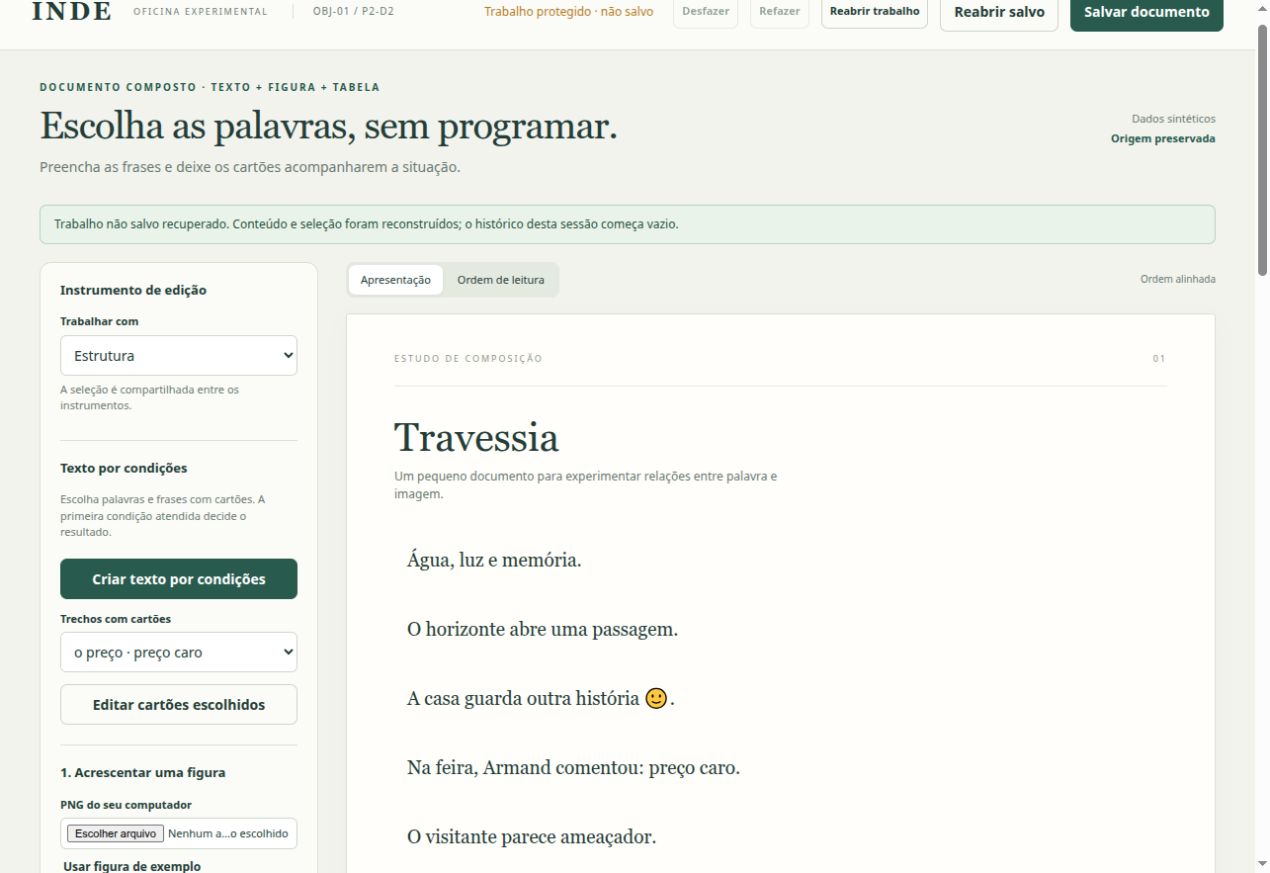 INDE OFICINA EXPERIMENTAL OBJ-01 / P2-D2 Trabalho protegido · não salvo Desfazer Refazer Reabrir trabalho Reabrir salvo Salvar documento
DOCUMENTO COMPOSTO · TEXTO + FIGURA + TABELA
Escolha as palavras, sem programar.
Preencha as frases e deixe os cartões acompanharem a situação.
Dados sintéticos
Origem preservada
Trabalho não salvo recuperado. Conteúdo e seleção foram reconstruídos; o histórico desta sessão começa vazio.
Instrumento de edição
Trabalhar com
Estrutura
A seleção é compartilhada entre os
instrumentos.
Texto por condições
Escolha palavras e frases com cartões. A
primeira condição atendida decide o
resultado.
Criar texto por condições
Trechos com cartões
o preço · preço caro
Editar cartões escolhidos
1. Acrescentar uma figura
PNG do seu computador
Escolher arquivo Nenhum a...o escolhido
Usar figura de exemplo
Apresentação Ordem de leitura
Ordem alinhada
ESTUDO DE COMPOSIÇÃO 01
Travessia
Um pequeno documento para experimentar relações entre palavra e
imagem.
Água, luz e memória.
O horizonte abre uma passagem.
A casa guarda outra história 🙂.
Na feira, Armand comentou: preço caro.
O visitante parece ameaçador.